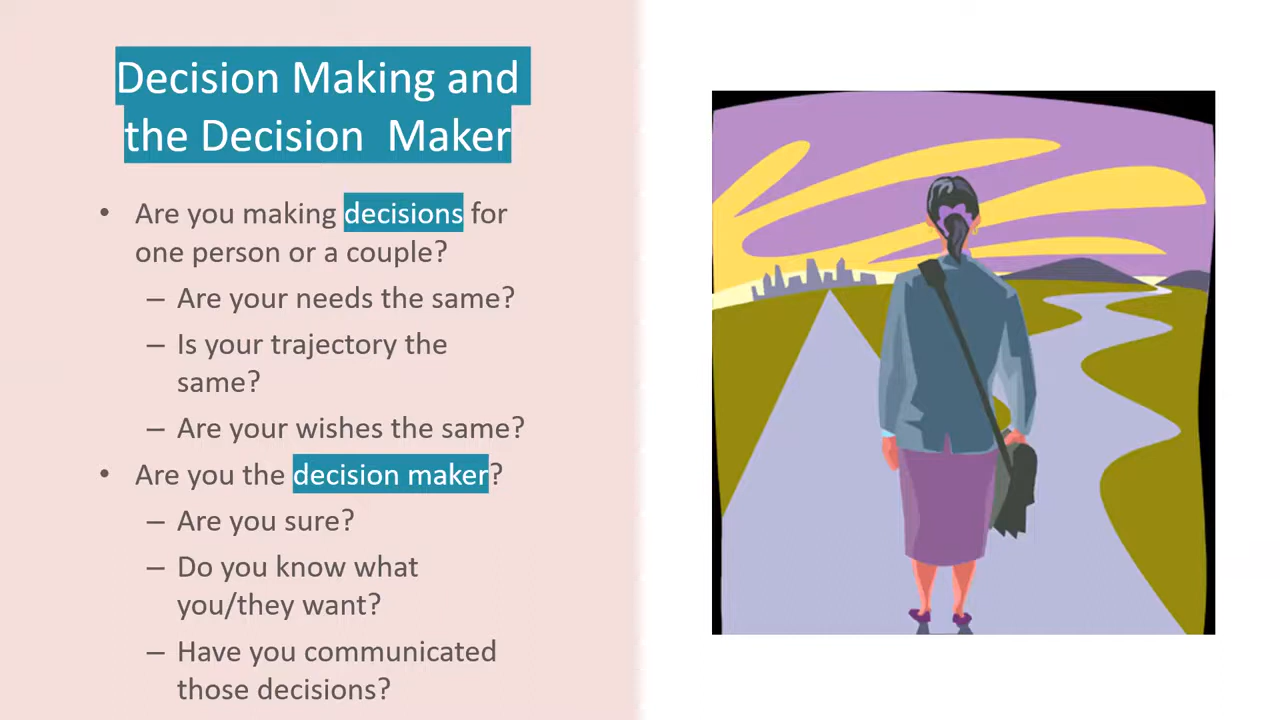 Decision Making and
the Decision  Maker
• Are you making decisions for
one person or a couple?
– Are your needs the same?
– Is your trajectory the
same?
– Are your wishes the same?
• Are you the decision maker?
– Are you sure?
– Do you know what
you/they want?
– Have you communicated
those decisions?